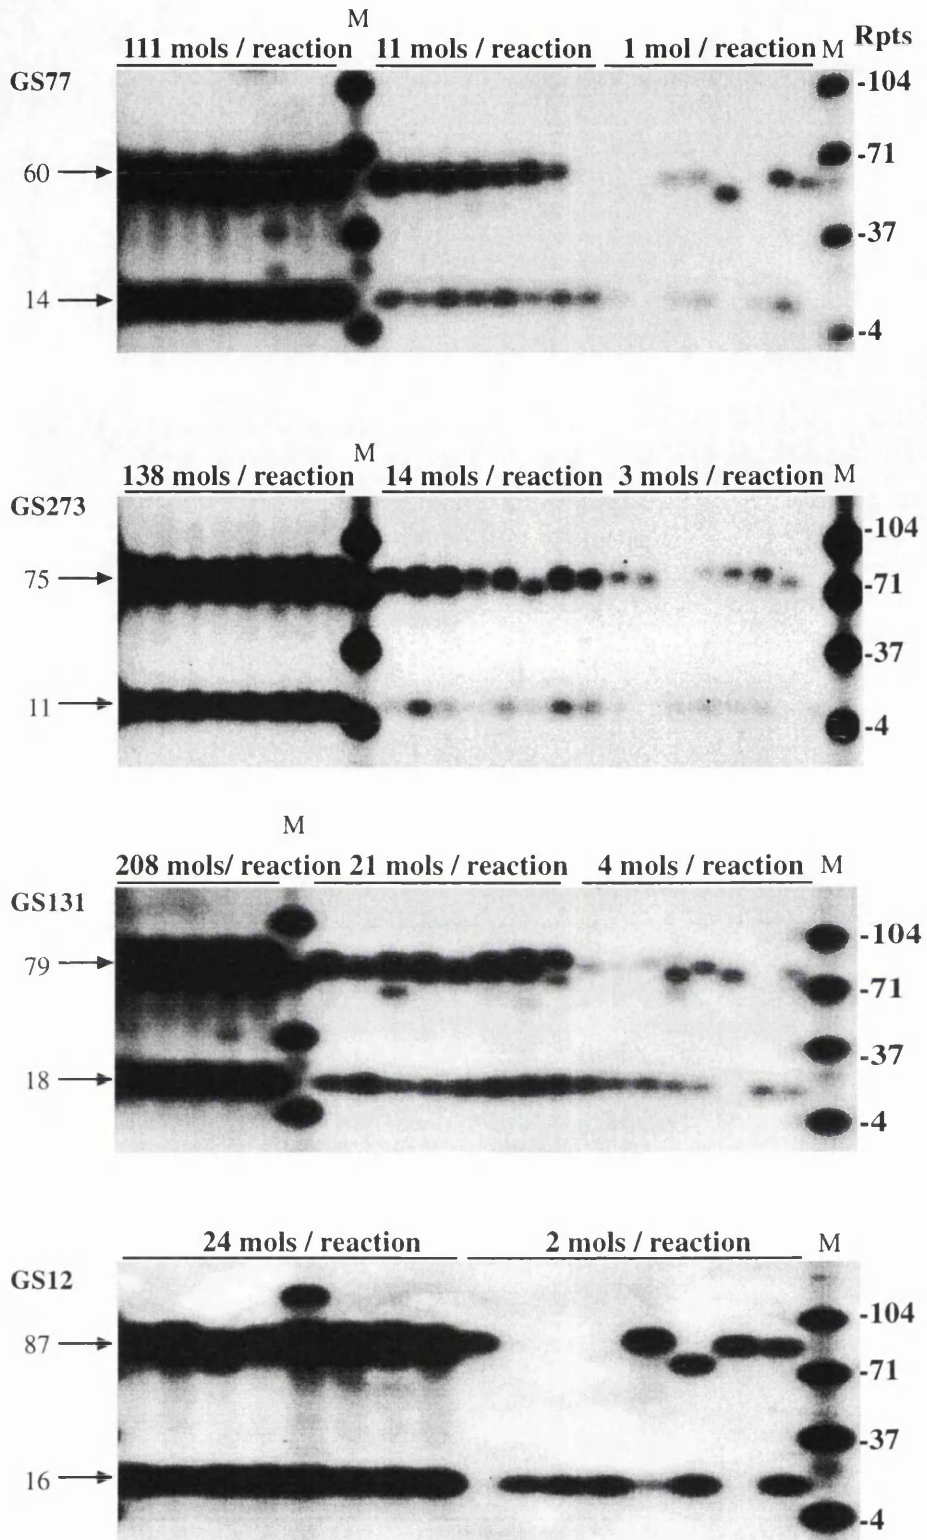 M
111 mols / reaction 11 mols / reaction 1 mol / reaction M Rpts
GS77
-104
-71
60
-37
14
-4
M
138 mols / reaction 14 mols / reaction 3 mols / reaction M
GS273
-104
75
-71
-37
11
-4
M
208 mols/ reaction 21 mols / reaction 4 mols / reaction M
GS131
-104
79
-71
-37
18
-4
24 mols / reaction 2 mols / reaction M
GS12
-104
87
-71
-37
16
-4